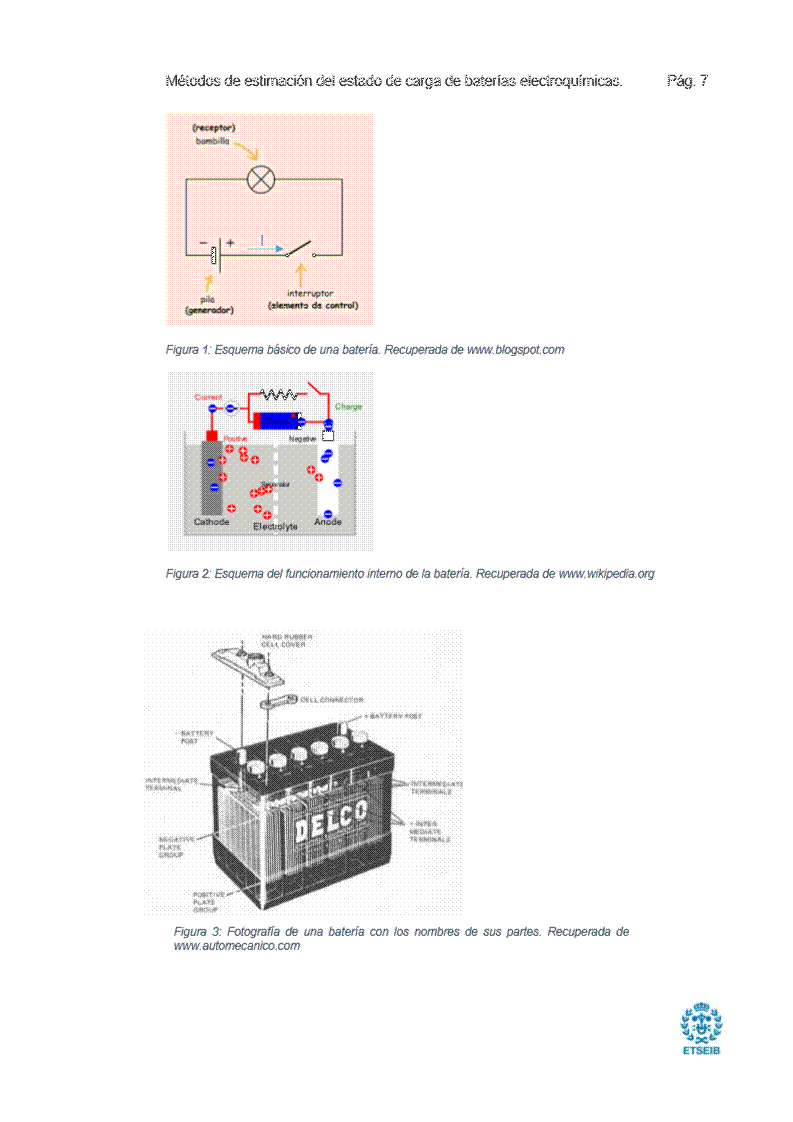 Métodos de estimación del estado de carga de baterías electroquímicas. Pág. 7
(receptor)
bombilla
− + I
pila
(generador)
interruptor
(elemento de control)
Figura 1: Esquema básico de una batería. Recuperada de www.blogspot.com
Current
Charge
Positive Negative
Separator
Cathode Electrolyte Anode
Figura 2: Esquema del funcionamiento interno de la batería. Recuperada de www.wikipedia.org
HARD RUBBER
CELL COVER
CELL CONNECTOR
+ BATTERY POST
− BATTERY
POST
INTERMEDIATE
TERMINAL
INTERMEDIATE
TERMINALS
DELCO
+ INTER-
MEDIATE
TERMINALS
NEGATIVE
PLATE
GROUP
POSITIVE
PLATE
GROUP
Figura 3: Fotografía de una batería con los nombres de sus partes. Recuperada de
www.automecanico.com
ETSEIB